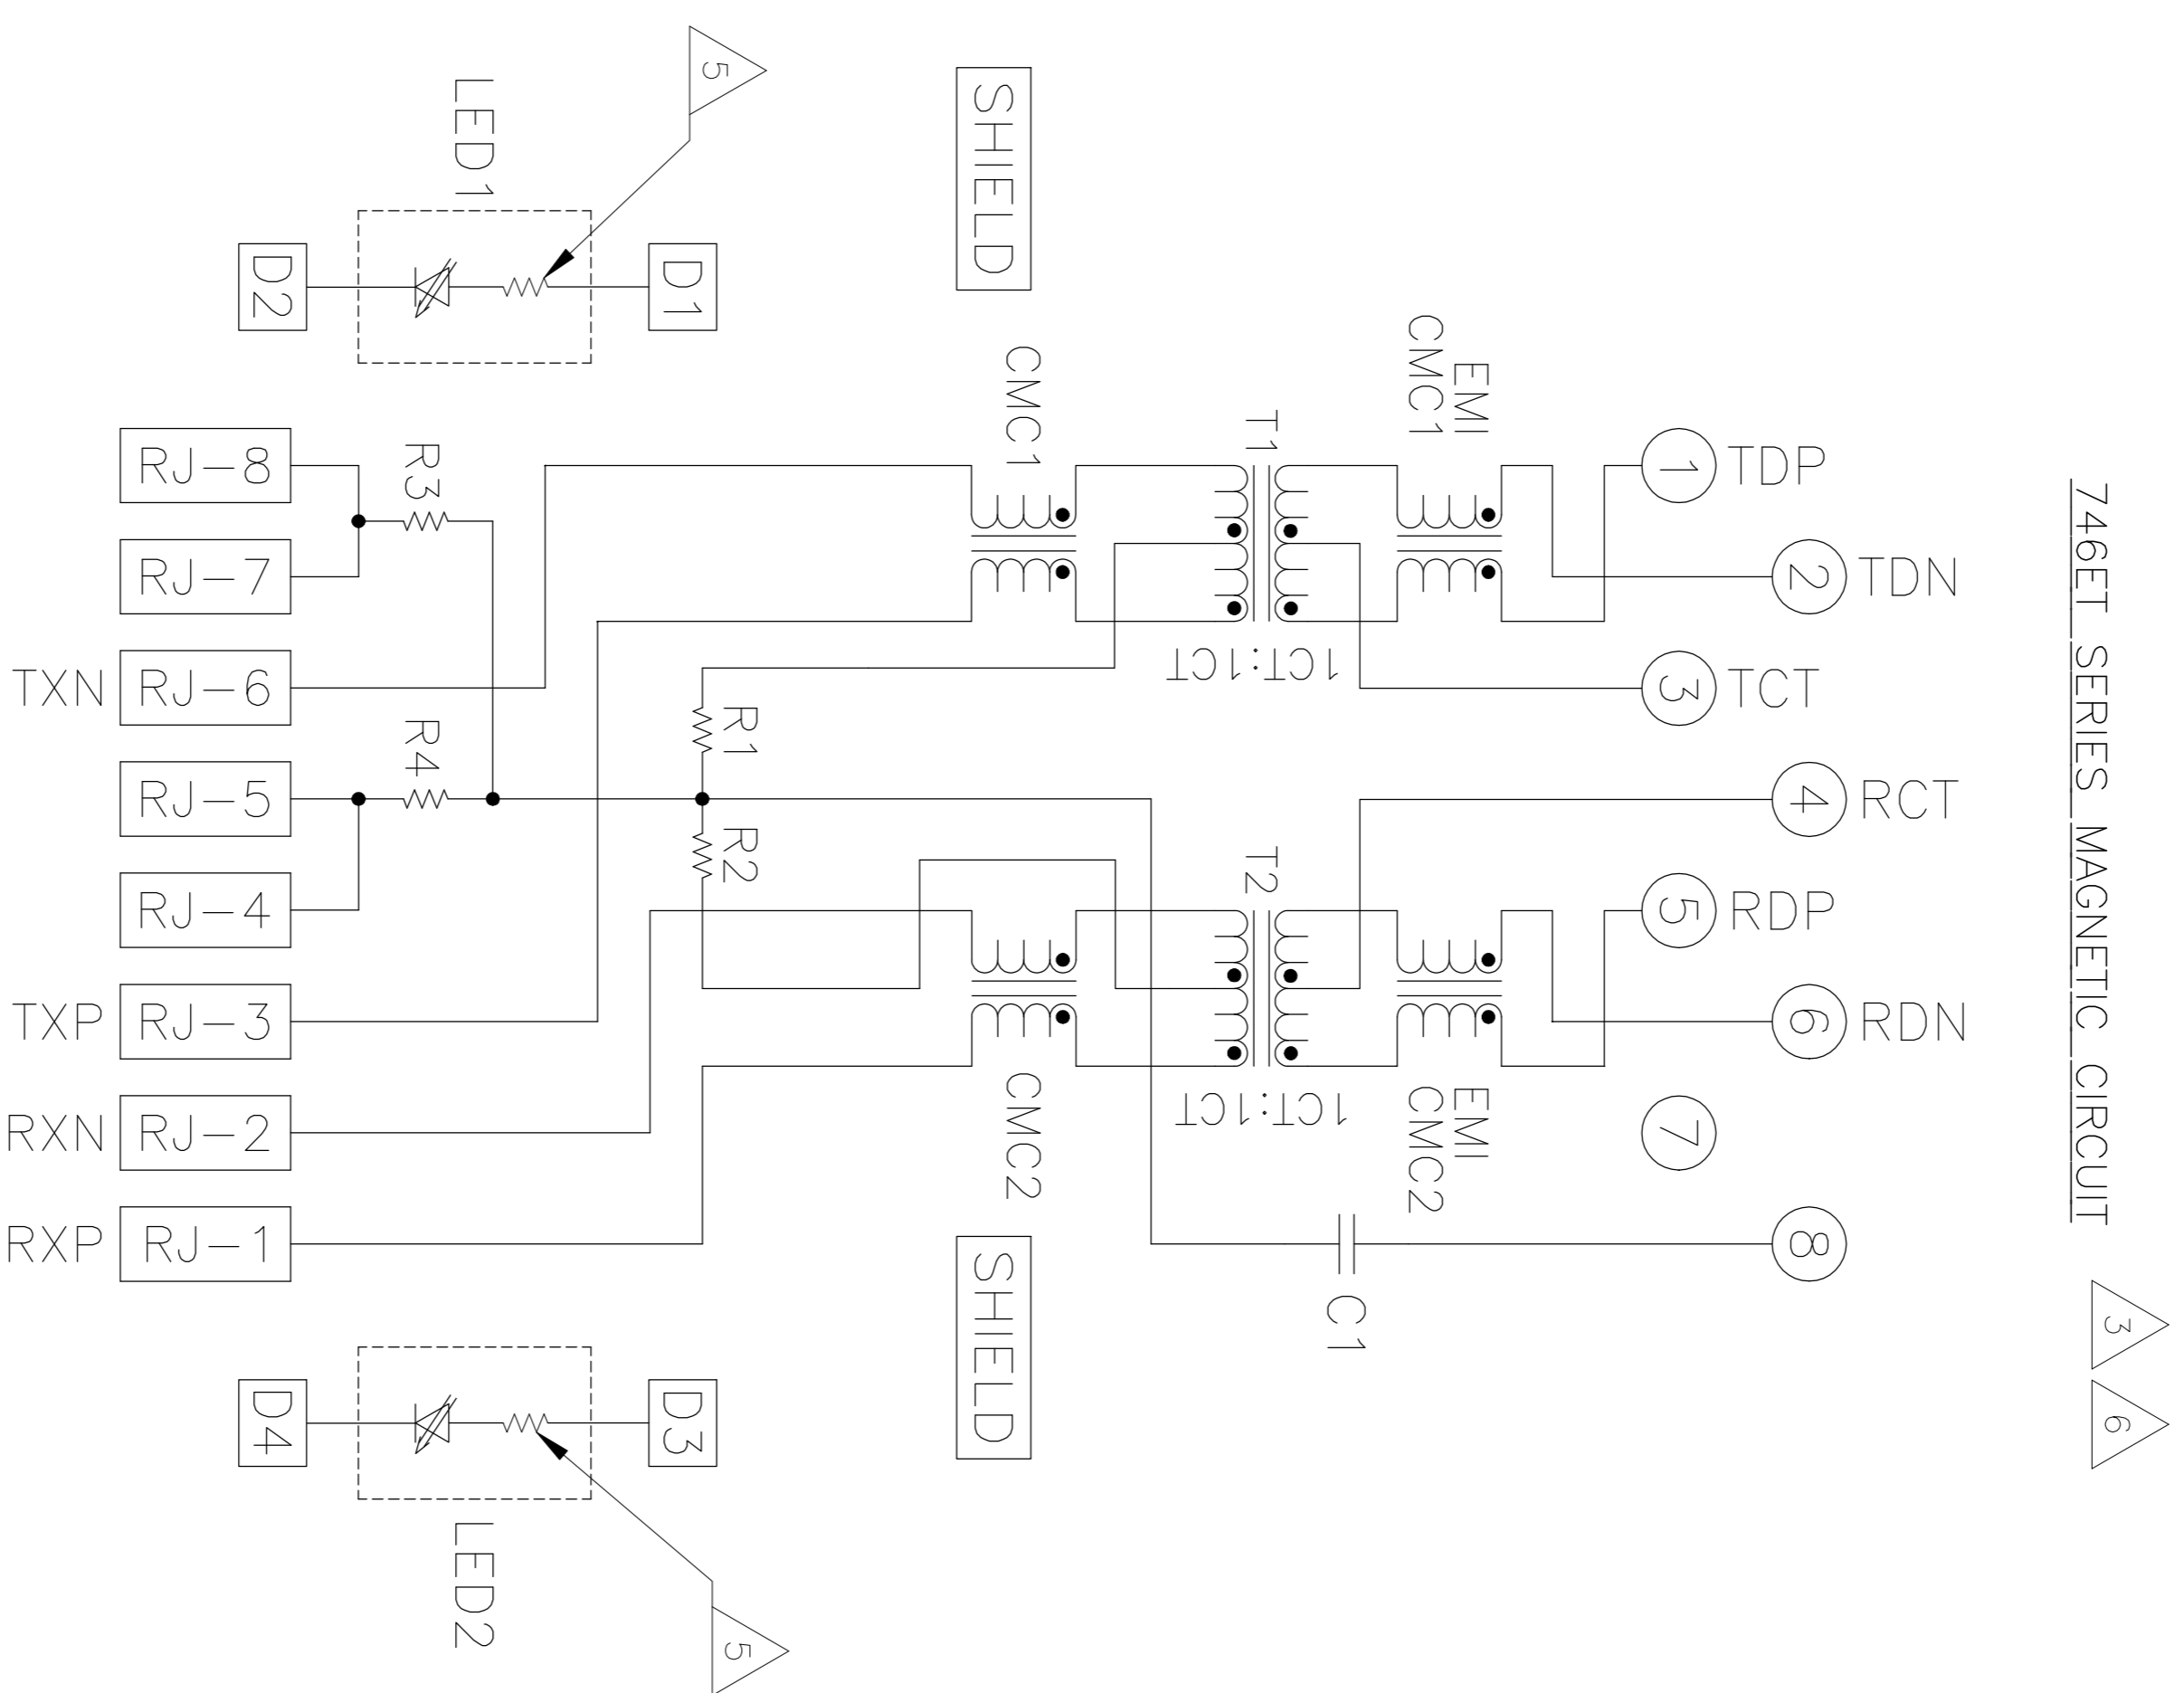 746ET SERIES MAGNETIC CIRCUIT
3
6
5
LED1
D1
D2
SHIELD
CMC1
T1
EMI
CMC1
1 TDP
2 TDN
3 TCT
4 RCT
5 RDP
6 RDN
7
8
1CT:1CT
T2
1CT:1CT
EMI
CMC2
CMC2
C1
SHIELD
R1
R2
R3
R4
RJ-8
RJ-7
TXN RJ-6
RJ-5
RJ-4
TXP RJ-3
RXN RJ-2
RXP RJ-1
D3
D4
LED2
5